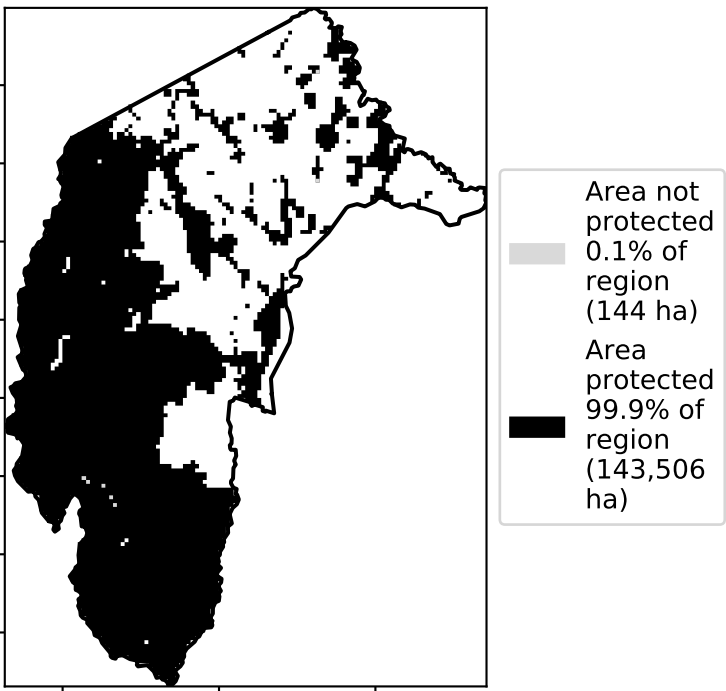 Area not
protected
0.1% of
region
(144 ha)
Area
protected
99.9% of
region
(143,506
ha)